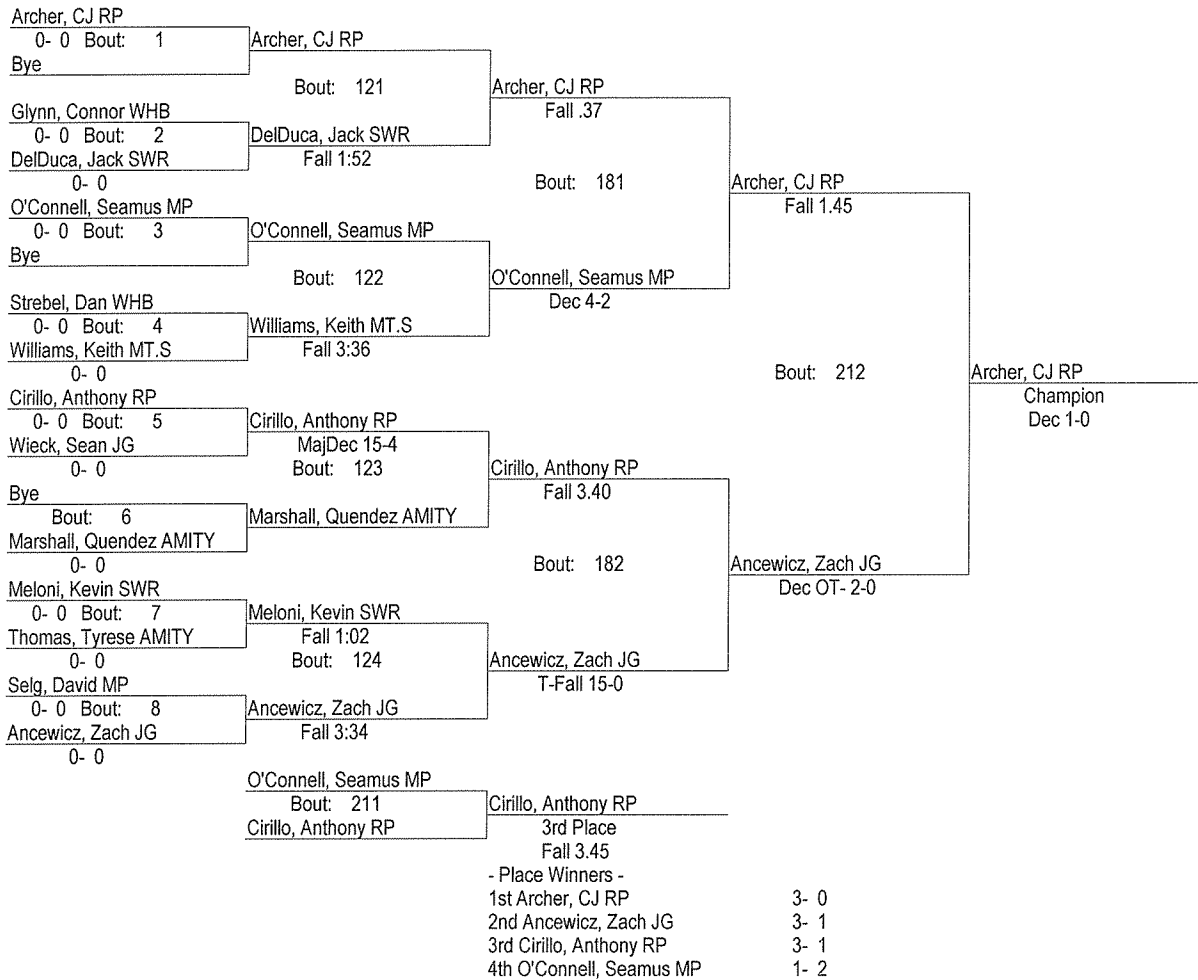 Archer, CJ RP
0- 0 Bout: 1
Bye
Archer, CJ RP
Bout: 121
Glynn, Connor WHB
0- 0 Bout: 2
DelDuca, Jack SWR
0- 0
DelDuca, Jack SWR
Fall 1:52
Archer, CJ RP
Fall .37
Bout: 181
O'Connell, Seamus MP
0- 0 Bout: 3
Bye
O'Connell, Seamus MP
Bout: 122
Strebel, Dan WHB
0- 0 Bout: 4
Williams, Keith MT.S
0- 0
Williams, Keith MT.S
Fall 3:36
O'Connell, Seamus MP
Dec 4-2
Archer, CJ RP
Fall 1.45
Bout: 212
Archer, CJ RP
Champion
Dec 1-0
Cirillo, Anthony RP
0- 0 Bout: 5
Wieck, Sean JG
0- 0
Cirillo, Anthony RP
MajDec 15-4
Bout: 123
Bye
Bout: 6
Marshall, Quendez AMITY
0- 0
Marshall, Quendez AMITY
Cirillo, Anthony RP
Fall 3.40
Bout: 182
Meloni, Kevin SWR
0- 0 Bout: 7
Thomas, Tyrese AMITY
0- 0
Meloni, Kevin SWR
Fall 1:02
Bout: 124
Selg, David MP
0- 0 Bout: 8
Ancewicz, Zach JG
0- 0
Ancewicz, Zach JG
Fall 3:34
Ancewicz, Zach JG
T-Fall 15-0
Ancewicz, Zach JG
Dec OT- 2-0
O'Connell, Seamus MP
Bout: 211
Cirillo, Anthony RP
Cirillo, Anthony RP
3rd Place
Fall 3.45
- Place Winners -
1st Archer, CJ RP 3- 0
2nd Ancewicz, Zach JG 3- 1
3rd Cirillo, Anthony RP 3- 1
4th O'Connell, Seamus MP 1- 2